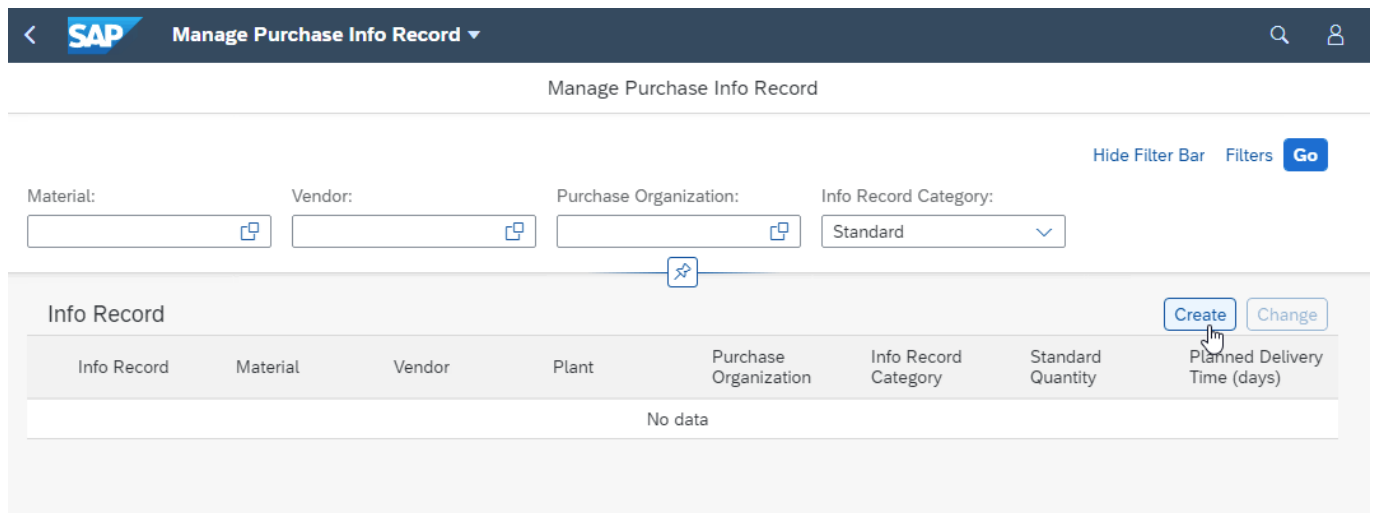 SAP Manage Purchase Info Record
Manage Purchase Info Record
Hide Filter Bar Filters Go
Material: Vendor: Purchase Organization: Info Record Category:
Standard
Info Record Create Change
Info Record Material Vendor Plant Purchase Organization Info Record Category Standard Quantity Planned Delivery Time (days)
No data